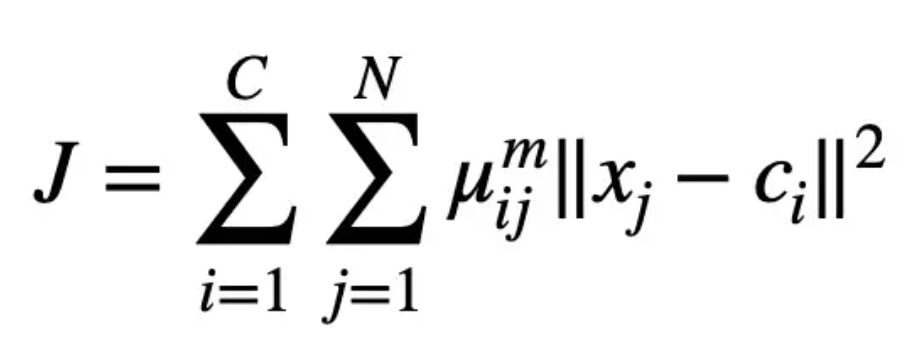 J = \sum_{i=1}^{C} \sum_{j=1}^{N} \mu_{ij}^{m} \|x_j - c_i\|^2